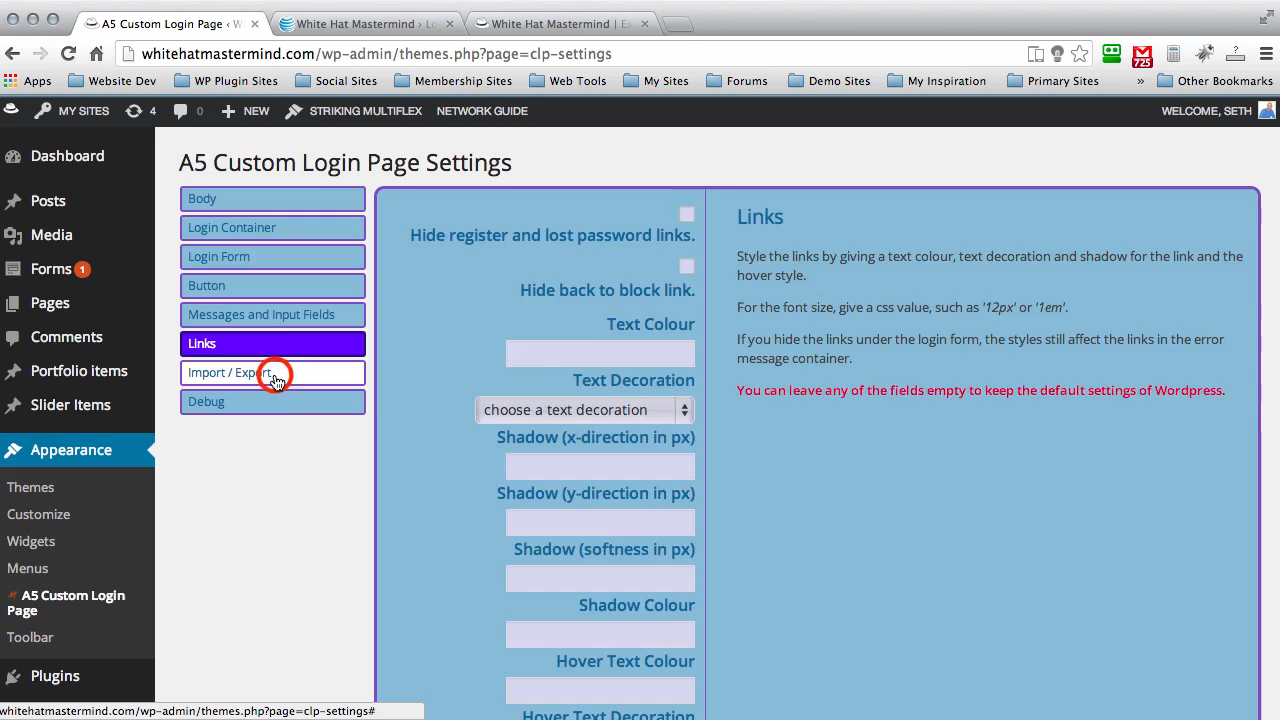 A5 Custom Login Page ‹ W
White Hat Mastermind › Lo
White Hat Mastermind | Ex
whitehatmastermind.com/wp-admin/themes.php?page=clp-settings
725
Apps
Website Dev
WP Plugin Sites
Social Sites
Membership Sites
Web Tools
My Sites
Forums
Demo Sites
My Inspiration
Primary Sites
»
Other Bookmarks
MY SITES
4
0
NEW
STRIKING MULTIFLEX
NETWORK GUIDE
WELCOME, SETH
Dashboard
Posts
Media
Forms 1
Pages
Comments
Portfolio items
Slider Items
Appearance
Themes
Customize
Widgets
Menus
A5 Custom Login
Page
Toolbar
Plugins
A5 Custom Login Page Settings
Body
Login Container
Login Form
Button
Messages and Input Fields
Links
Import / Export
Debug
Hide register and lost password links.
Hide back to block link.
Text Colour
Text Decoration
choose a text decoration
Shadow (x-direction in px)
Shadow (y-direction in px)
Shadow (softness in px)
Shadow Colour
Hover Text Colour
Hover Text Decoration
Links
Style the links by giving a text colour, text decoration and shadow for the link and the
hover style.
For the font size, give a css value, such as '12px' or '1em'.
If you hide the links under the login form, the styles still affect the links in the error
message container.
You can leave any of the fields empty to keep the default settings of Wordpress.
whitehatmastermind.com/wp-admin/themes.php?page=clp-settings#